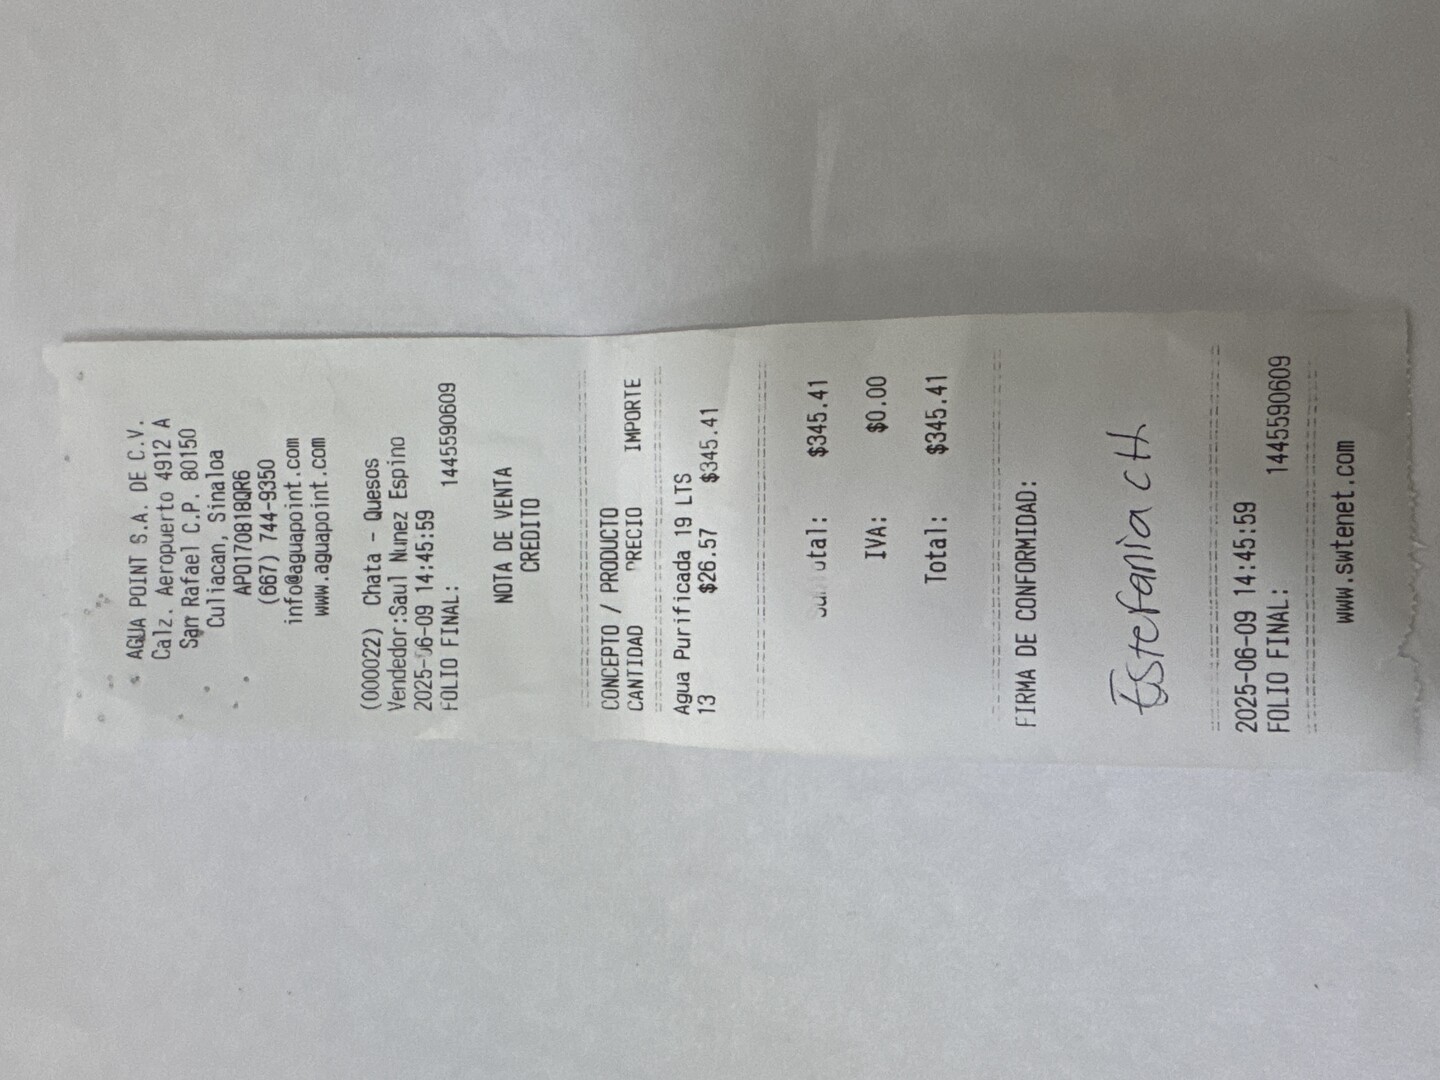 AGUA POINT S.A. DE C.V.
Calz. Aeropuerto 4912 A
San Rafael C.P. 80150
Culiacan, Sinaloa
APO170818QR6
(667) 744-9350
info@aguapoint.com
www.aguapoint.com
(000022) Chata - Quesos
Vendedor:Saul Nunez Espino
2025-06-09 14:45:59
FOLIO FINAL: 1445590609
NOTA DE VENTA
CREDITO
CONCEPTO / PRODUCTO
CANTIDAD PRECIO IMPORTE
Agua Purificada 19 LTS
13 $26.57 $345.41
Subtotal: $345.41
IVA: $0.00
Total: $345.41
FIRMA DE CONFORMIDAD:
Estefania CH
2025-06-09 14:45:59
FOLIO FINAL: 1445590609
www.swtenet.com